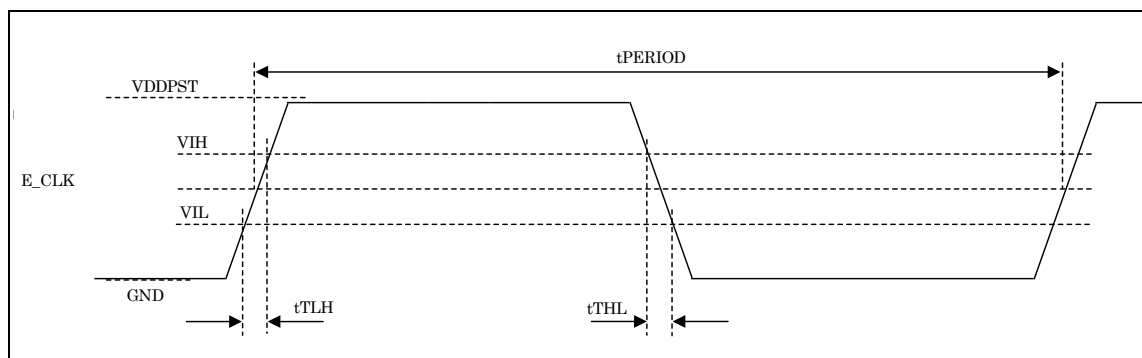 tPERIOD
VDDPST
VIH
E_CLK
VIL
GND
tTLH
tTHL